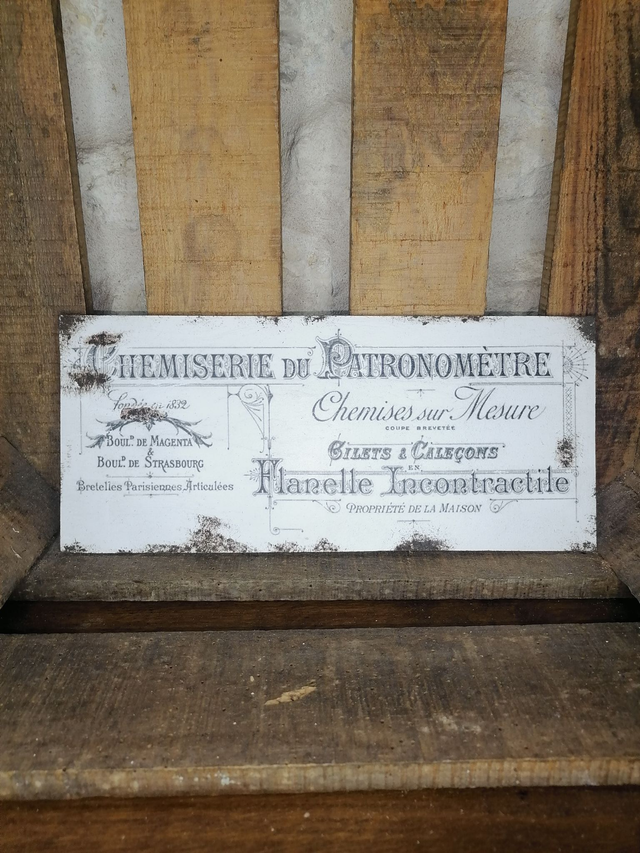 CHEMISERIE DU PATRONOMÈTRE
fondée en 1832
BOUL.D DE MAGENTA
&
BOUL.D DE STRASBOURG
Bretelles Parisiennes Articulées
Chemises sur Mesure
COUPE BREVETÉE
GILETS & CALEÇONS
EN
Flanelle Incontractile
PROPRIÉTÉ DE LA MAISON